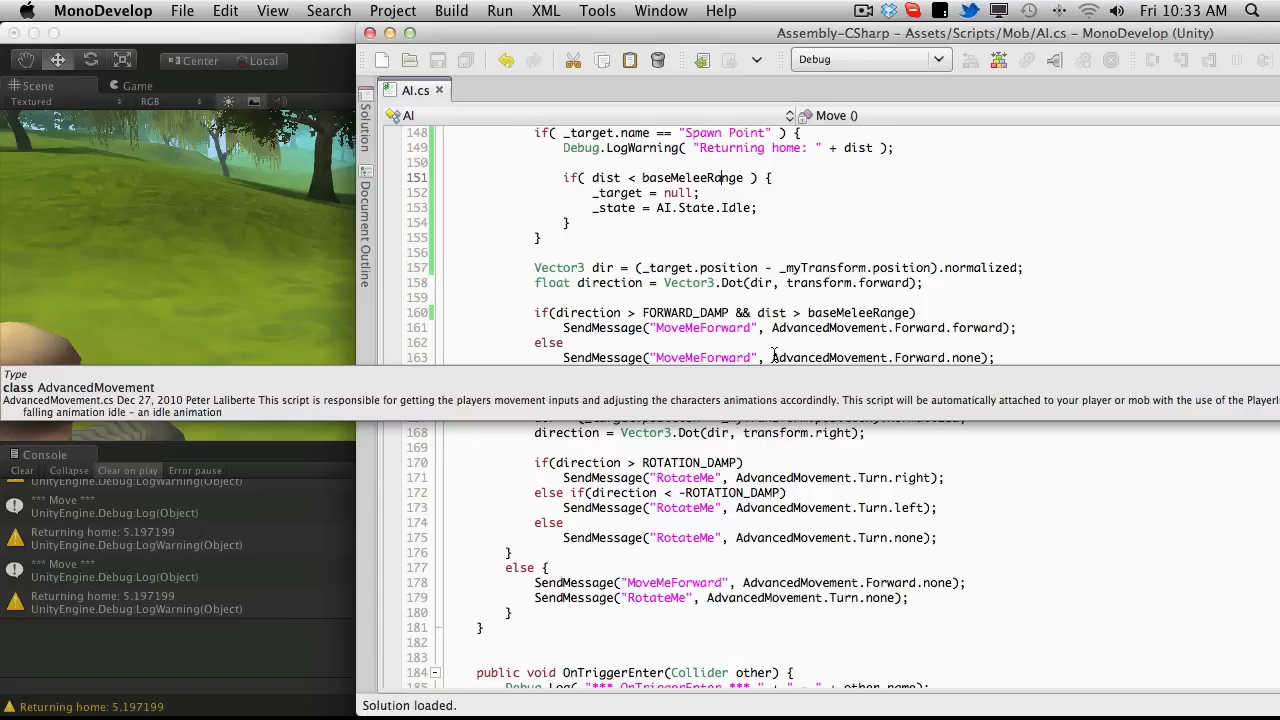 MonoDevelop File Edit View Search Project Build Run XML Tools Window Help Fri 10:33 AM
Assembly-CSharp - Assets/Scripts/Mob/AI.cs - MonoDevelop (Unity)
Center Local
Debug
Scene Game
AI.cs
Textured RGB
AI Move ()
Solution
Document Outline
148 if( _target.name == "Spawn Point" ) {
149 Debug.LogWarning( "Returning home: " + dist );
150
151 if( dist < baseMeleeRange ) {
152 _target = null;
153 _state = AI.State.Idle;
154 }
155 }
156
157 Vector3 dir = (_target.position - _myTransform.position).normalized;
158 float direction = Vector3.Dot(dir, transform.forward);
159
160 if(direction > FORWARD_DAMP && dist > baseMeleeRange)
161 SendMessage("MoveMeForward", AdvancedMovement.Forward.forward);
162 else
163 SendMessage("MoveMeForward", AdvancedMovement.Forward.none);
Type
class AdvancedMovement
AdvancedMovement.cs Dec 27, 2010 Peter Laliberte This script is responsible for getting the players movement inputs and adjusting the characters animations accordingly. This script will be automatically attached to your player or mob with the use of the
falling animation idle - an idle animation
168 direction = Vector3.Dot(dir, transform.right);
169
170 if(direction > ROTATION_DAMP)
171 SendMessage("RotateMe", AdvancedMovement.Turn.right);
172 else if(direction < -ROTATION_DAMP)
173 SendMessage("RotateMe", AdvancedMovement.Turn.left);
174 else
175 SendMessage("RotateMe", AdvancedMovement.Turn.none);
176 }
177 else {
178 SendMessage("MoveMeForward", AdvancedMovement.Forward.none);
179 SendMessage("RotateMe", AdvancedMovement.Turn.none);
180 }
181 }
182
183
184 public void OnTriggerEnter(Collider other) {
185 Debug.Log( "*** OnTriggerEnter *** " + " - " + other.name);
Console
Clear Collapse Clear on play Error pause
UnityEngine.Debug:LogWarning(Object)
*** Move ***
UnityEngine.Debug:Log(Object)
Returning home: 5.197199
UnityEngine.Debug:LogWarning(Object)
*** Move ***
UnityEngine.Debug:Log(Object)
Returning home: 5.197199
UnityEngine.Debug:LogWarning(Object)
Returning home: 5.197199
Solution loaded.